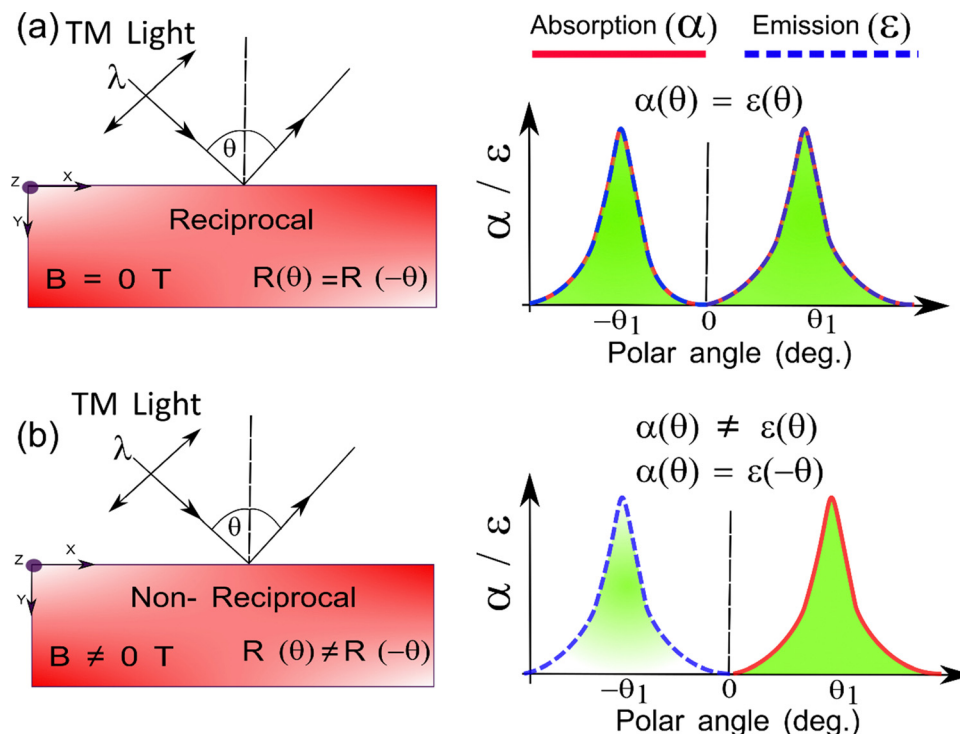 (a)
TM Light
λ
θ
Z
X
Y
Reciprocal
B = 0 T
R(θ) =R (-θ)
Absorption (α)
Emission (ε)
α(θ) = ε(θ)
α / ε
-θ1
0
θ1
Polar angle (deg.)
(b)
TM Light
λ
θ
Z
X
Y
Non- Reciprocal
B ≠ 0 T
R (θ) ≠ R (-θ)
α(θ) ≠ ε(θ)
α(θ) = ε(-θ)
α / ε
-θ1
0
θ1
Polar angle (deg.)